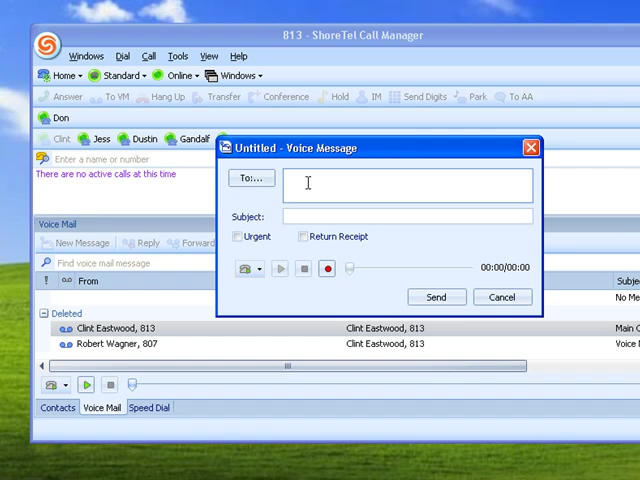 813 - ShoreTel Call Manager
Windows Dial Call Tools View Help
Home Standard Online Windows
Answer To VM Hang Up Transfer Conference Hold IM Send Digits Park To AA
Don
Clint Jess Dustin Gandalf
Enter a name or number
There are no active calls at this time
Untitled - Voice Message
To:...
Subject:
Urgent Return Receipt
00:00/00:00
Send Cancel
Voice Mail
New Message Reply Forward
Find voice mail message
! From Subje
No Me
Deleted
Clint Eastwood, 813 Clint Eastwood, 813 Main C
Robert Wagner, 807 Clint Eastwood, 813 Voice M
Contacts Voice Mail Speed Dial